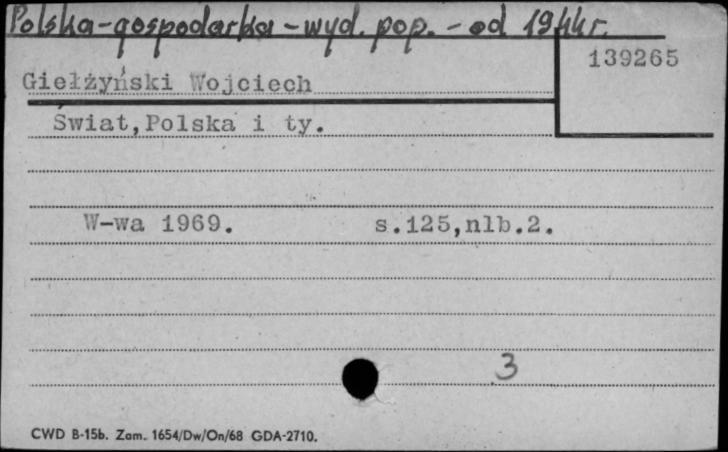 Polska-gospodarka-wyd. pop. - od 1944 r.
139265
Giełżyński Wojciech
Świat,Polska i ty.
W-wa 1969. s.125,nlb.2.
3
CWD B-15b. Zam. 1654/Dw/On/68 GDA-2710.